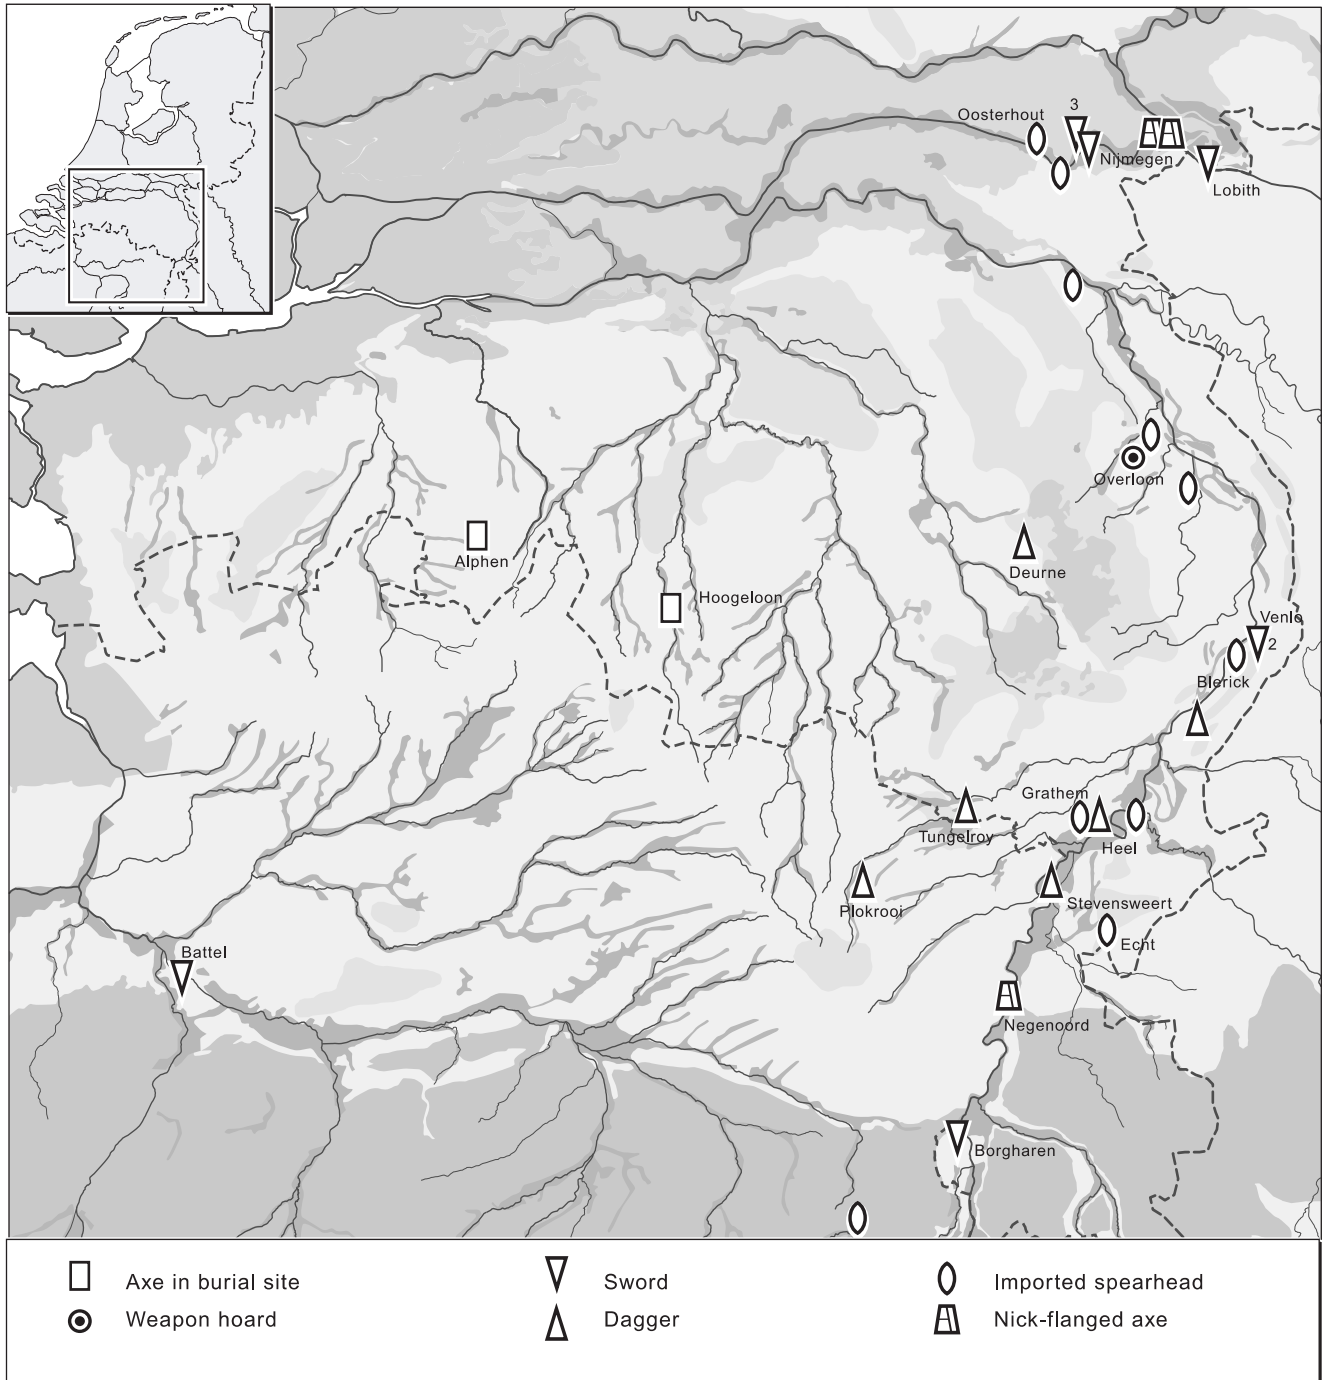 Oosterhout
3
Nijmegen
Lobith
Overloon
Alphen
Deurne
Hoogeloon
Venlo
2
Blerick
Grathem
Tungelroy
Heel
Plokrooi
Stevensweert
Echt
Battel
Negenoord
Borgharen
Axe in burial site
Sword
Imported spearhead
Weapon hoard
Dagger
Nick-flanged axe